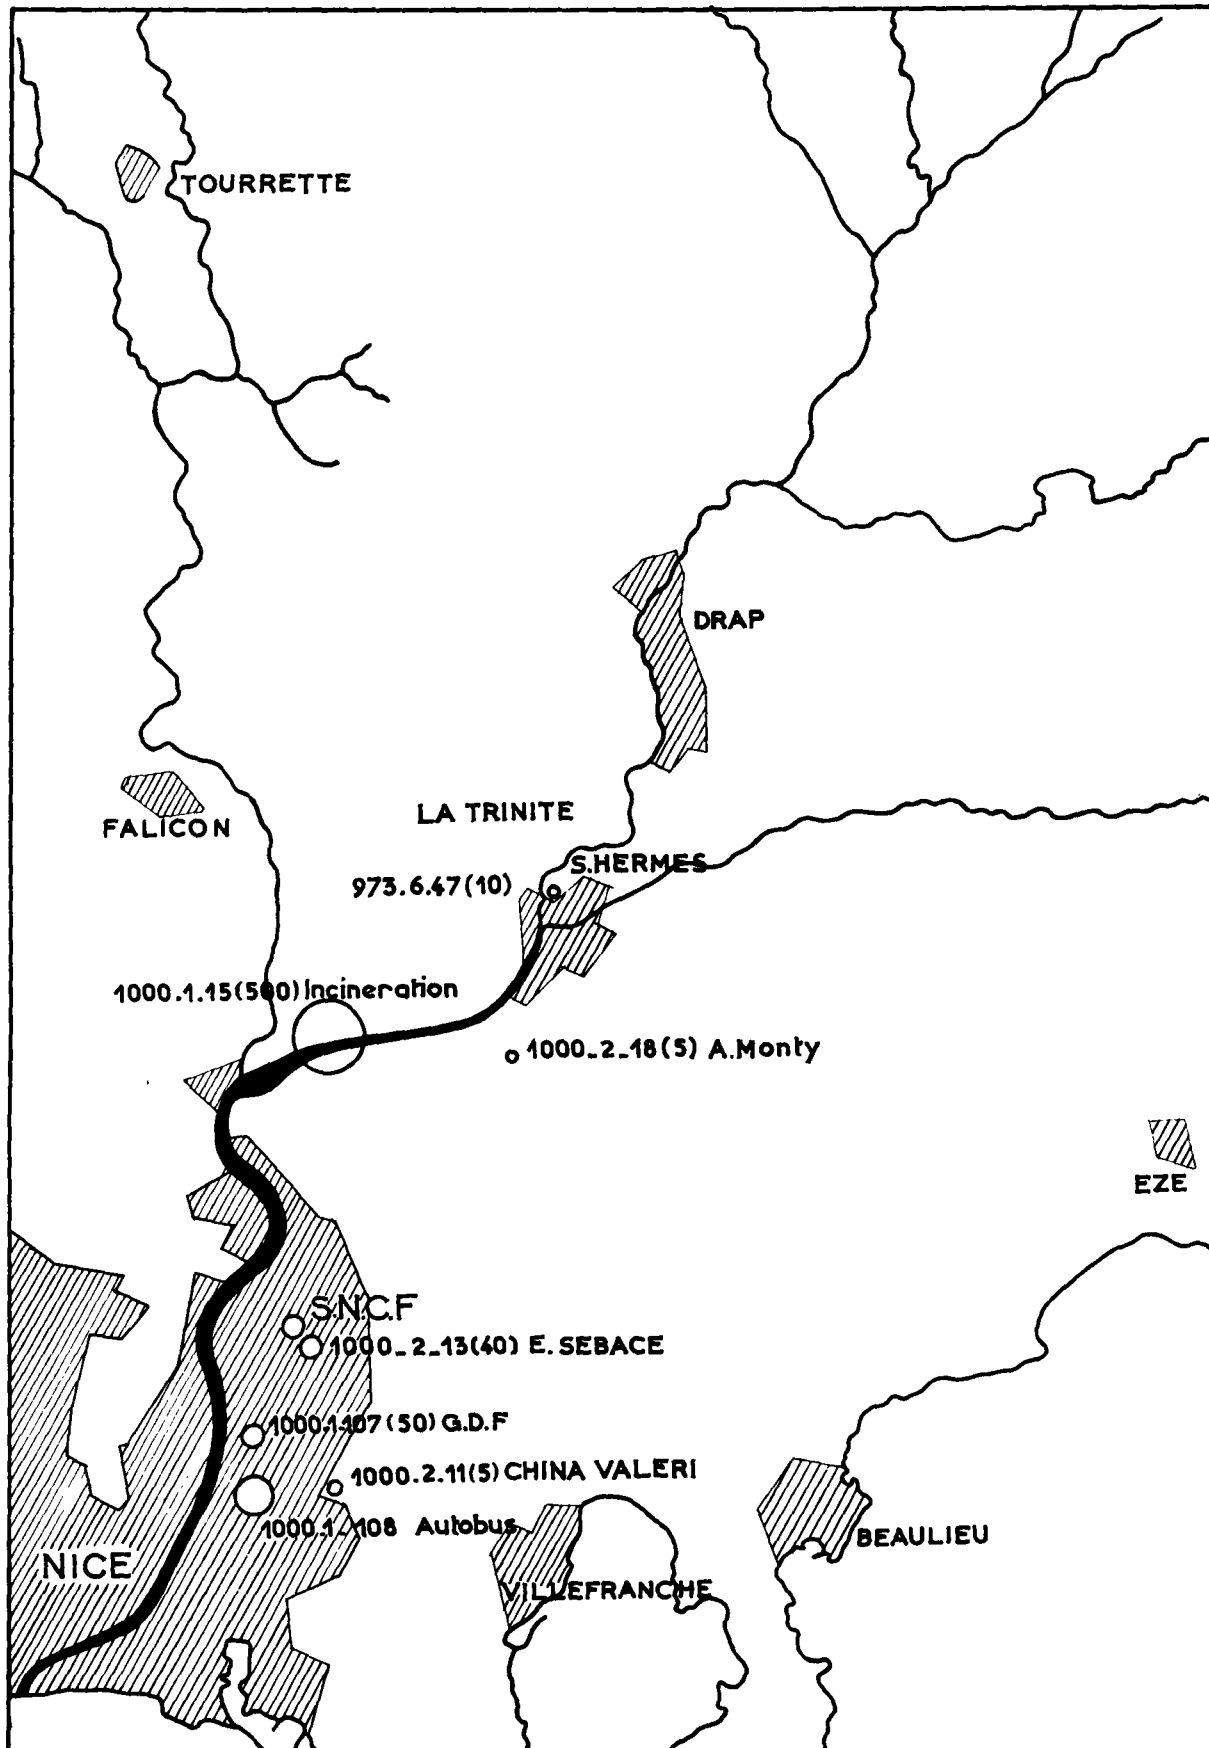 TOURRETTE
DRAP
LA TRINITE
FALICON
S.HERMES
973.6.47(10)
1000.1.15(500) Incineration
1000_2_18(5) A.Monty
EZE
S.N.C.F
1000_2_13(40) E. SEBACE
1000.1.107(50) G.D.F
1000.2.11(5) CHINA VALERI
1000.1_108 Autobus
BEAULIEU
NICE
VILLEFRANCHE